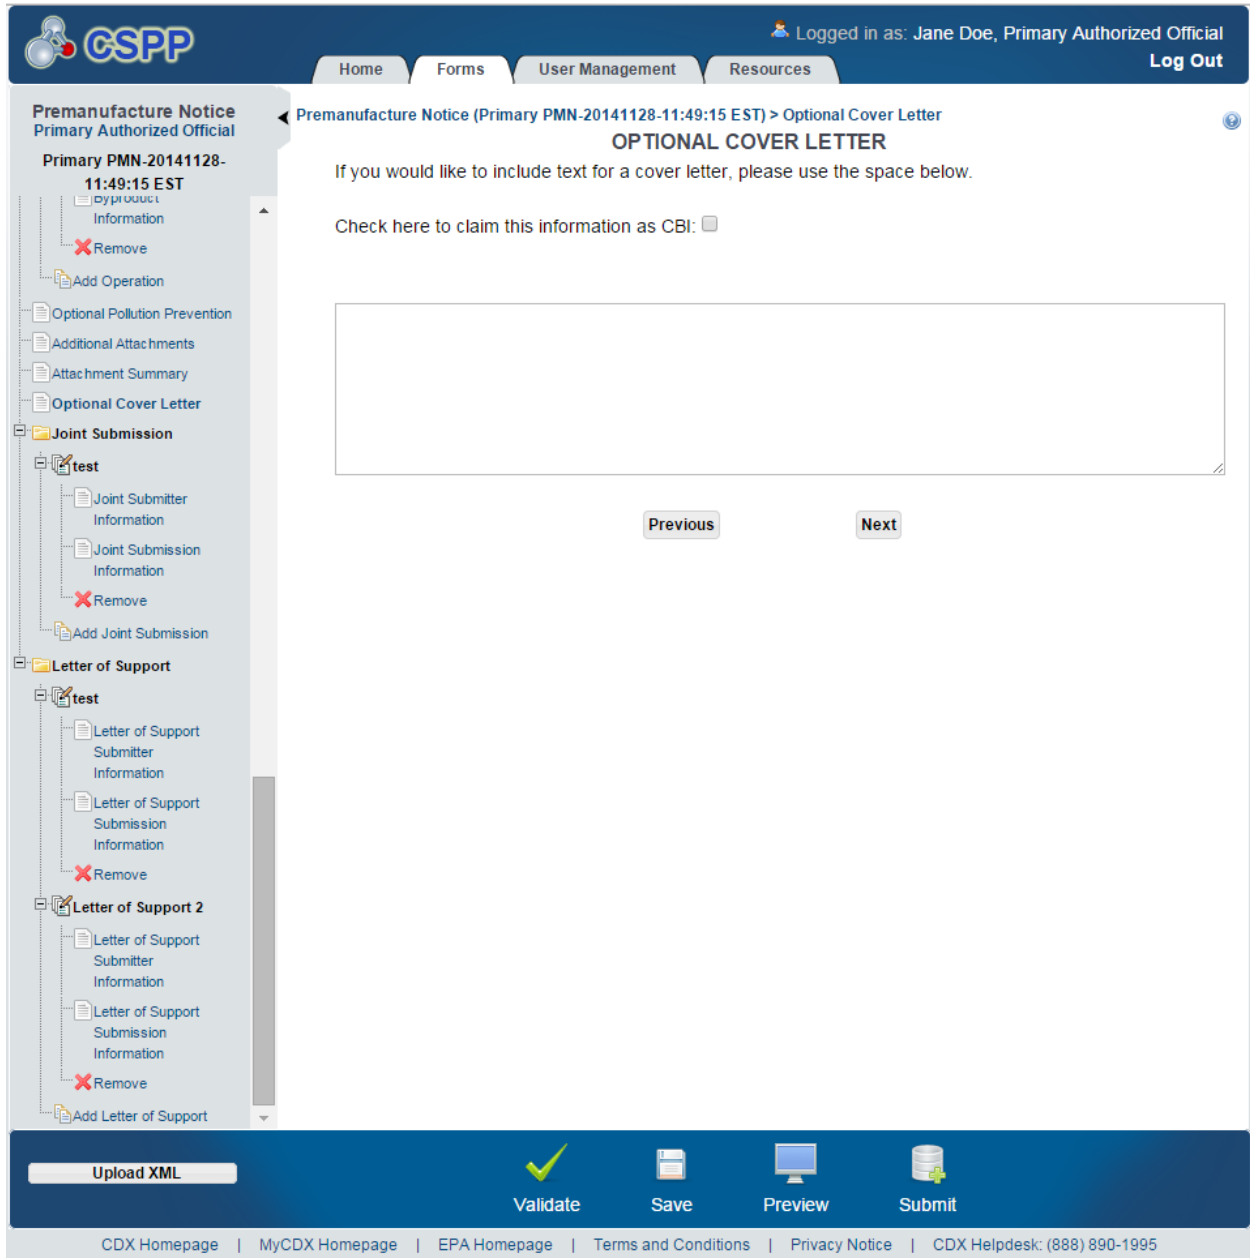 CSPP
Logged in as: Jane Doe, Primary Authorized Official
Log Out
Home
Forms
User Management
Resources
Premanufacture Notice
Primary Authorized Official
Primary PMN-20141128-
11:49:15 EST
Byproduct
Information
Remove
Add Operation
Optional Pollution Prevention
Additional Attachments
Attachment Summary
Optional Cover Letter
Joint Submission
test
Joint Submitter
Information
Joint Submission
Information
Remove
Add Joint Submission
Letter of Support
test
Letter of Support
Submitter
Information
Letter of Support
Submission
Information
Remove
Letter of Support 2
Letter of Support
Submitter
Information
Letter of Support
Submission
Information
Remove
Add Letter of Support
Premanufacture Notice (Primary PMN-20141128-11:49:15 EST) > Optional Cover Letter
OPTIONAL COVER LETTER
If you would like to include text for a cover letter, please use the space below.
Check here to claim this information as CBI:
Previous
Next
Upload XML
Validate
Save
Preview
Submit
CDX Homepage | MyCDX Homepage | EPA Homepage | Terms and Conditions | Privacy Notice | CDX Helpdesk: (888) 890-1995